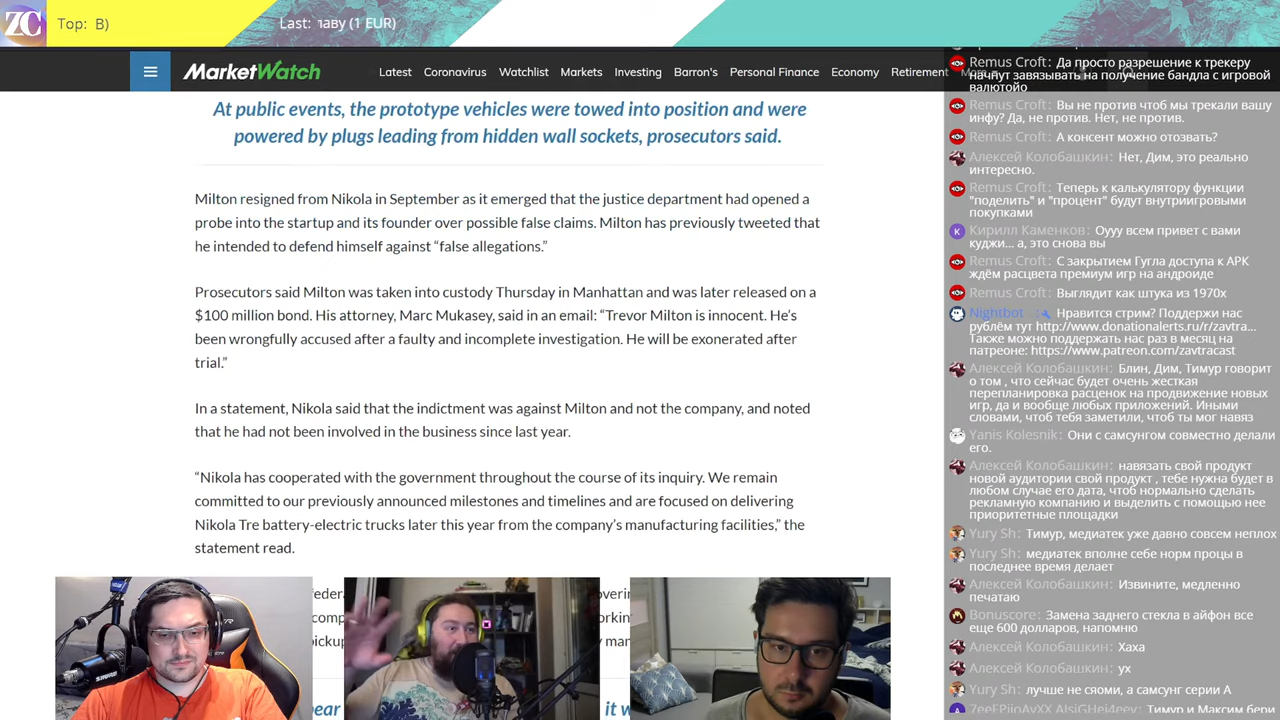 ZC
Top: B)
Last: лаву (1 EUR)
MarketWatch
Latest
Coronavirus
Watchlist
Markets
Investing
Barron's
Personal Finance
Economy
Retirement
At public events, the prototype vehicles were towed into position and were
powered by plugs leading from hidden wall sockets, prosecutors said.
Milton resigned from Nikola in September as it emerged that the justice department had opened a
probe into the startup and its founder over possible false claims. Milton has previously tweeted that
he intended to defend himself against “false allegations.”
Prosecutors said Milton was taken into custody Thursday in Manhattan and was later released on a
$100 million bond. His attorney, Marc Mukasey, said in an email: “Trevor Milton is innocent. He’s
been wrongfully accused after a faulty and incomplete investigation. He will be exonerated after
trial.”
In a statement, Nikola said that the indictment was against Milton and not the company, and noted
that he had not been involved in the business since last year.
“Nikola has cooperated with the government throughout the course of its inquiry. We remain
committed to our previously announced milestones and timelines and are focused on delivering
Nikola Tre battery-electric trucks later this year from the company’s manufacturing facilities,” the
statement read.
Remus Croft: Да просто разрешение к трекеру
начнут завязывать на получение бандла с игровой
валютойо
Remus Croft: Вы не против чтоб мы трекали вашу
инфу? Да, не против. Нет, не против.
Remus Croft: А консент можно отозвать?
Алексей Колобашкин: Нет, Дим, это реально
интересно.
Remus Croft: Теперь к калькулятору функции
"поделить" и "процент" будут внутриигровыми
покупками
Кирилл Каменков: Оууу всем привет с вами
куджи... а, это снова вы
Remus Croft: С закрытием Гугла доступа к АРК
ждём расцвета премиум игр на андроиде
Remus Croft: Выглядит как штука из 1970х
Nightbot: Нравится стрим? Поддержи нас
рублём тут http://www.donationalerts.ru/r/zavtra...
Также можно поддержать нас раз в месяц на
патреоне: https://www.patreon.com/zavtracast
Алексей Колобашкин: Блин, Дим, Тимур говорит
о том , что сейчас будет очень жесткая
перепланировка расценок на продвижение новых
игр, да и вообще любых приложений. Иными
словами, чтоб тебя заметили, чтоб ты мог навяз
Yanis Kolesnik: Они с самсунгом совместно делали
его.
Алексей Колобашкин: навязать свой продукт
новой аудитории свой продукт , тебе нужна будет в
любом случае его дата, чтоб нормально сделать
рекламную компанию и выделить с помощью нее
приоритетные площадки
Yury Sh: Тимур, медиатек уже давно совсем неплох
Yury Sh: медиатек вполне себе норм процы в
последнее время делает
Алексей Колобашкин: Извините, медленно
печатаю
Bonuscore: Замена заднего стекла в айфон все
еще 600 долларов, напомню
Алексей Колобашкин: Хаха
Алексей Колобашкин: ух
Yury Sh: лучше не сяоми, а самсунг серии А
Тимур и Максим бери